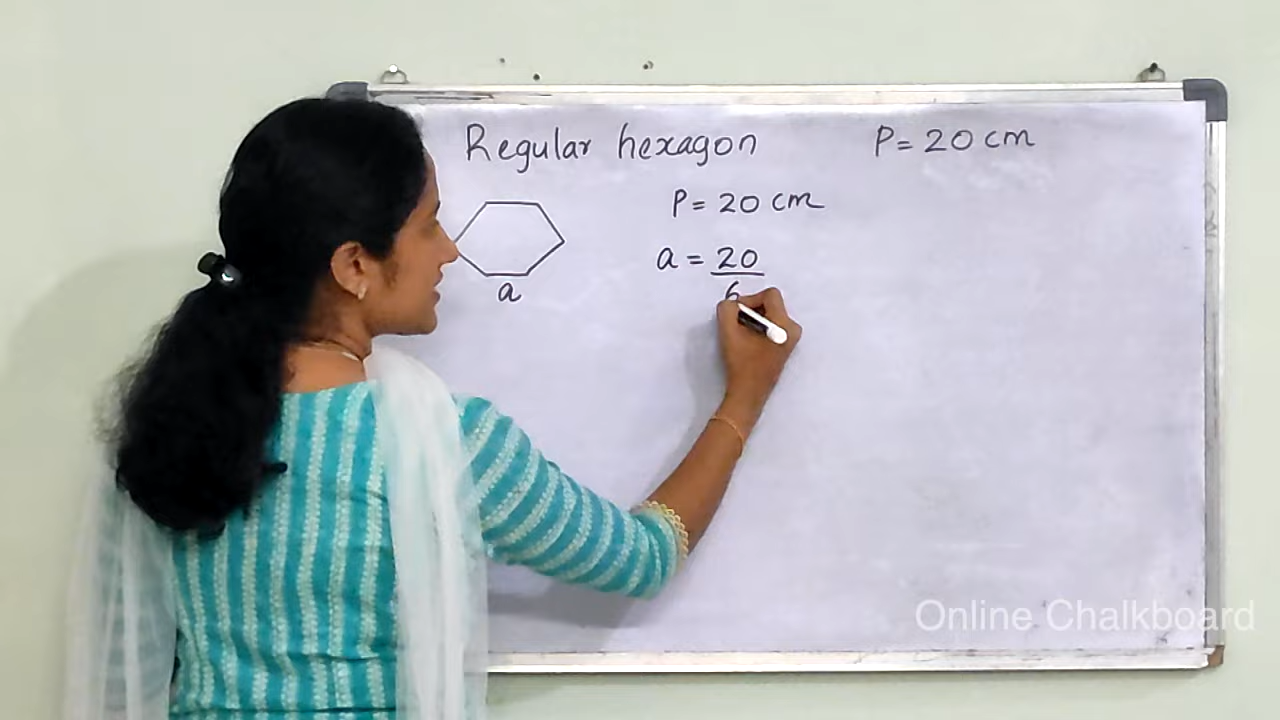 Regular hexagon P = 20 cm
P = 20 cm
a = 20
6
a
Online Chalkboard